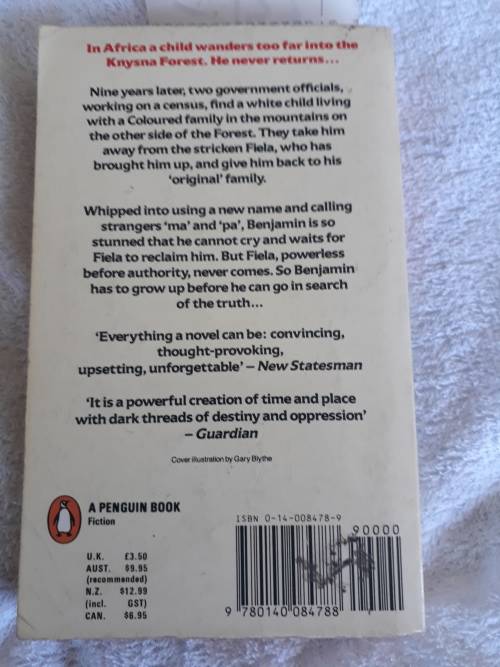 In Africa a child wanders too far into the
Knysna Forest. He never returns...
Nine years later, two government officials,
working on a census, find a white child living
with a Coloured family in the mountains on
the other side of the Forest. They take him
away from the stricken Fiela, who has
brought him up, and give him back to his
'original' family.
Whipped into using a new name and calling
strangers 'ma' and 'pa', Benjamin is so
stunned that he cannot cry and waits for
Fiela to reclaim him. But Fiela, powerless
before authority, never comes. So Benjamin
has to grow up before he can go in search
of the truth...
'Everything a novel can be: convincing,
thought-provoking,
upsetting, unforgettable' – New Statesman
'It is a powerful creation of time and place
with dark threads of destiny and oppression'
– Guardian
Cover illustration by Gary Blythe
A PENGUIN BOOK
Fiction
ISBN 0-14-008478-9
90000
U.K. £3.50
AUST. $9.95
(recommended)
N.Z. $12.99
(incl. GST)
CAN. $6.95
9 780140 084788